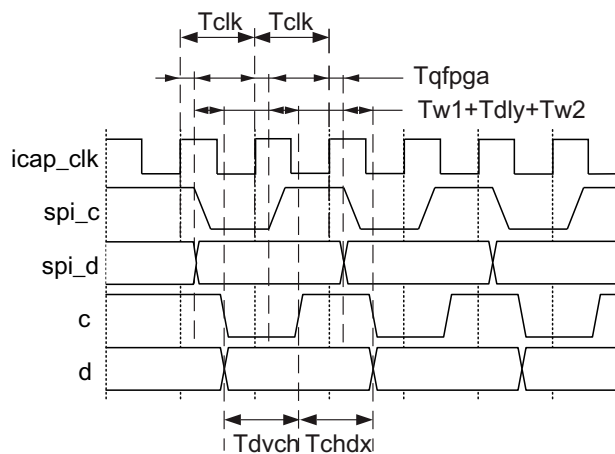 Tclk Tclk
Tqfpga
Tw1+Tdly+Tw2
icap_clk
spi_c
spi_d
c
d
Tdvch Tchdx